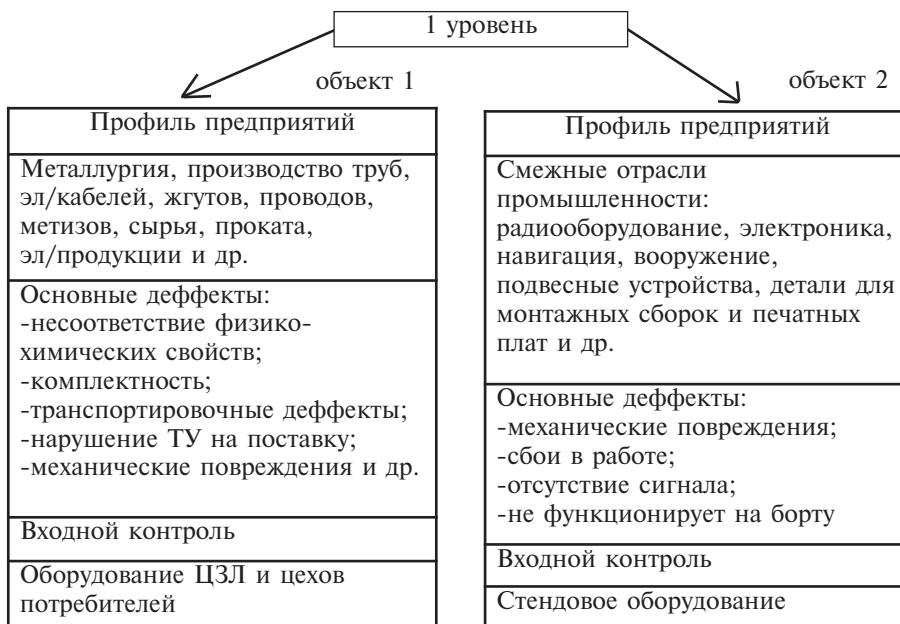 1 уровень
объект 1
Профиль предприятий
Металлургия, производство труб,
эл/кабелей, жгутов, проводов,
метизов, сырья, проката,
эл/продукции и др.
Основные деффекты:
-несоответствие физико-
химических свойств;
-комплектность;
-транспортировочные деффекты;
-нарушение ТУ на поставку;
-механические повреждения и др.
Входной контроль
Оборудование ЦЗЛ и цехов
потребителей
объект 2
Профиль предприятий
Смежные отрасли
промышленности:
радиооборудование, электроника,
навигация, вооружение,
подвесные устройства, детали для
монтажных сборок и печатных
плат и др.
Основные деффекты:
-механические повреждения;
-сбои в работе;
-отсутствие сигнала;
-не функционирует на борту
Входной контроль
Стендовое оборудование